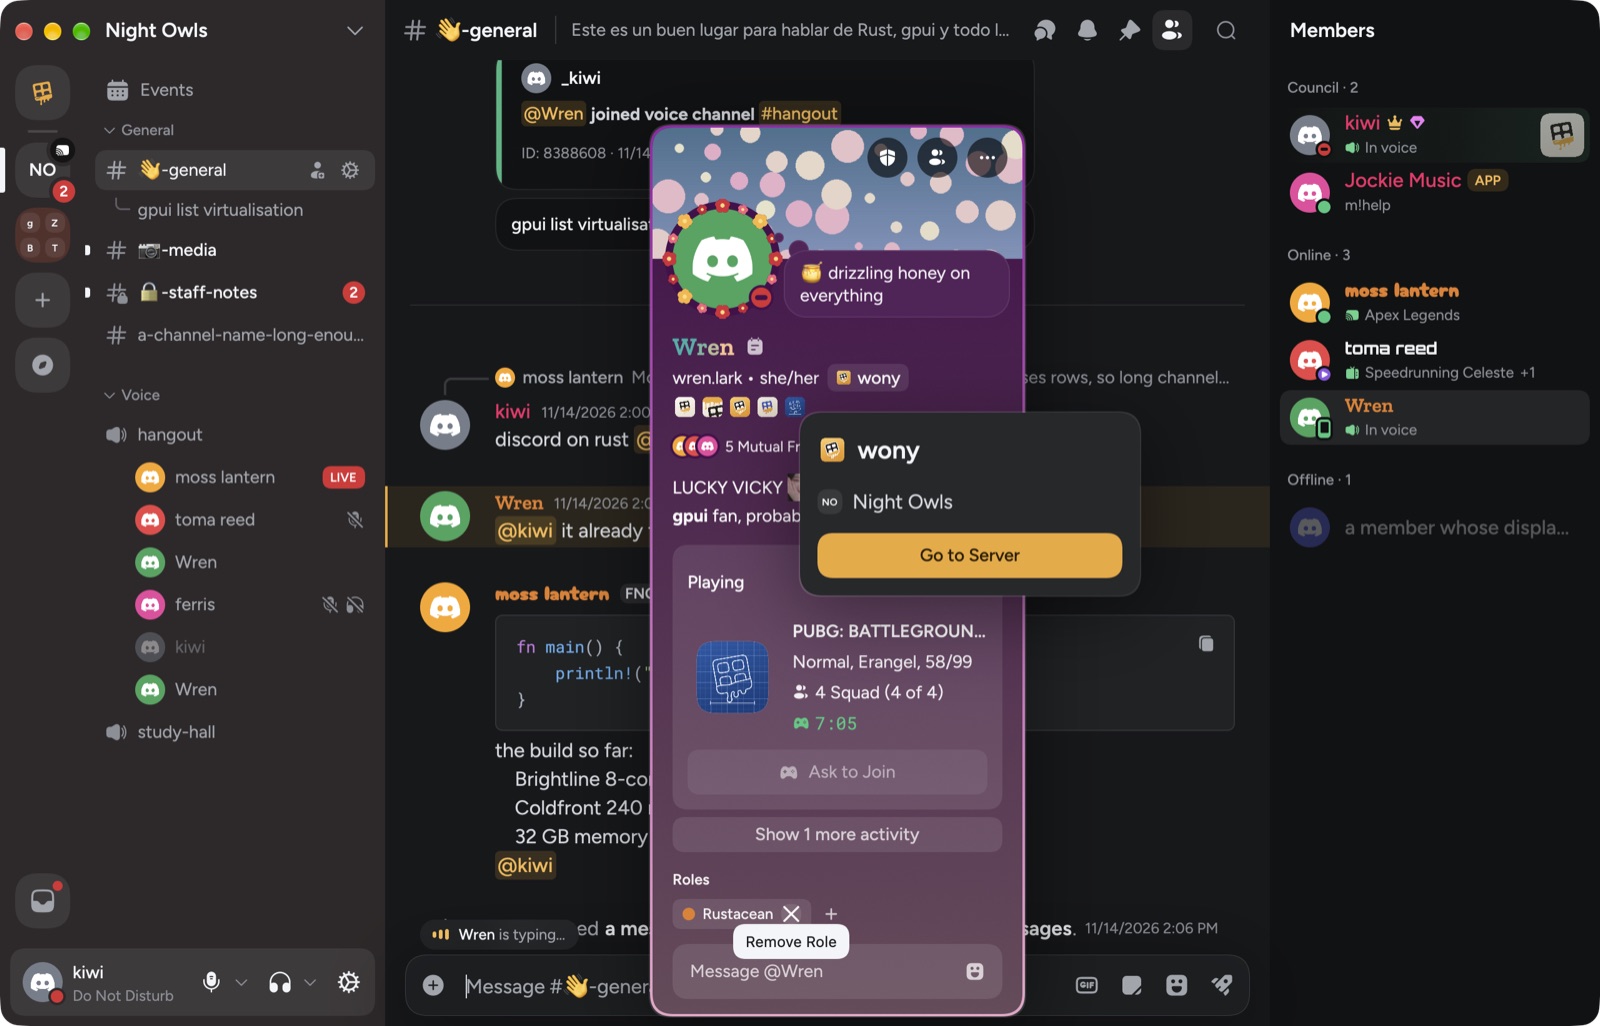 Night Owls
Events
General
NO
2
👋-general
gpui list virtualisation
g Z
B T
📷-media
🔒-staff-notes
2
a-channel-name-long-enou...
Voice
hangout
moss lantern
LIVE
toma reed
Wren
ferris
kiwi
Wren
study-hall
kiwi
Do Not Disturb
👋-general
Este es un buen lugar para hablar de Rust, gpui y todo l...
_kiwi
@Wren joined voice channel #hangout
ID: 8388608 · 11/14
gpui list virtualisa
moss lantern
ses rows, so long channel...
kiwi 11/14/2026 2:00
discord on rust @
Wren 11/14/2026 2:0
@kiwi it already
moss lantern
fn main() {
println!("
}
the build so far:
Brightline 8-co
Coldfront 240
32 GB memory
@kiwi
Wren is typing...
ed a me
sages. 11/14/2026 2:06 PM
Message #👋-gener
GIF
🍯 drizzling honey on
everything
Wren
wren.lark • she/her
wony
5 Mutual Fr
LUCKY VICKY
gpui fan, probab
Playing
PUBG: BATTLEGROUN...
Normal, Erangel, 58/99
4 Squad (4 of 4)
7:05
Ask to Join
Show 1 more activity
Roles
Rustacean
Remove Role
Message @Wren
wony
NO Night Owls
Go to Server
Members
Council · 2
kiwi
In voice
Jockie Music APP
m!help
Online · 3
moss lantern
Apex Legends
toma reed
Speedrunning Celeste +1
Wren
In voice
Offline · 1
a member whose displa...